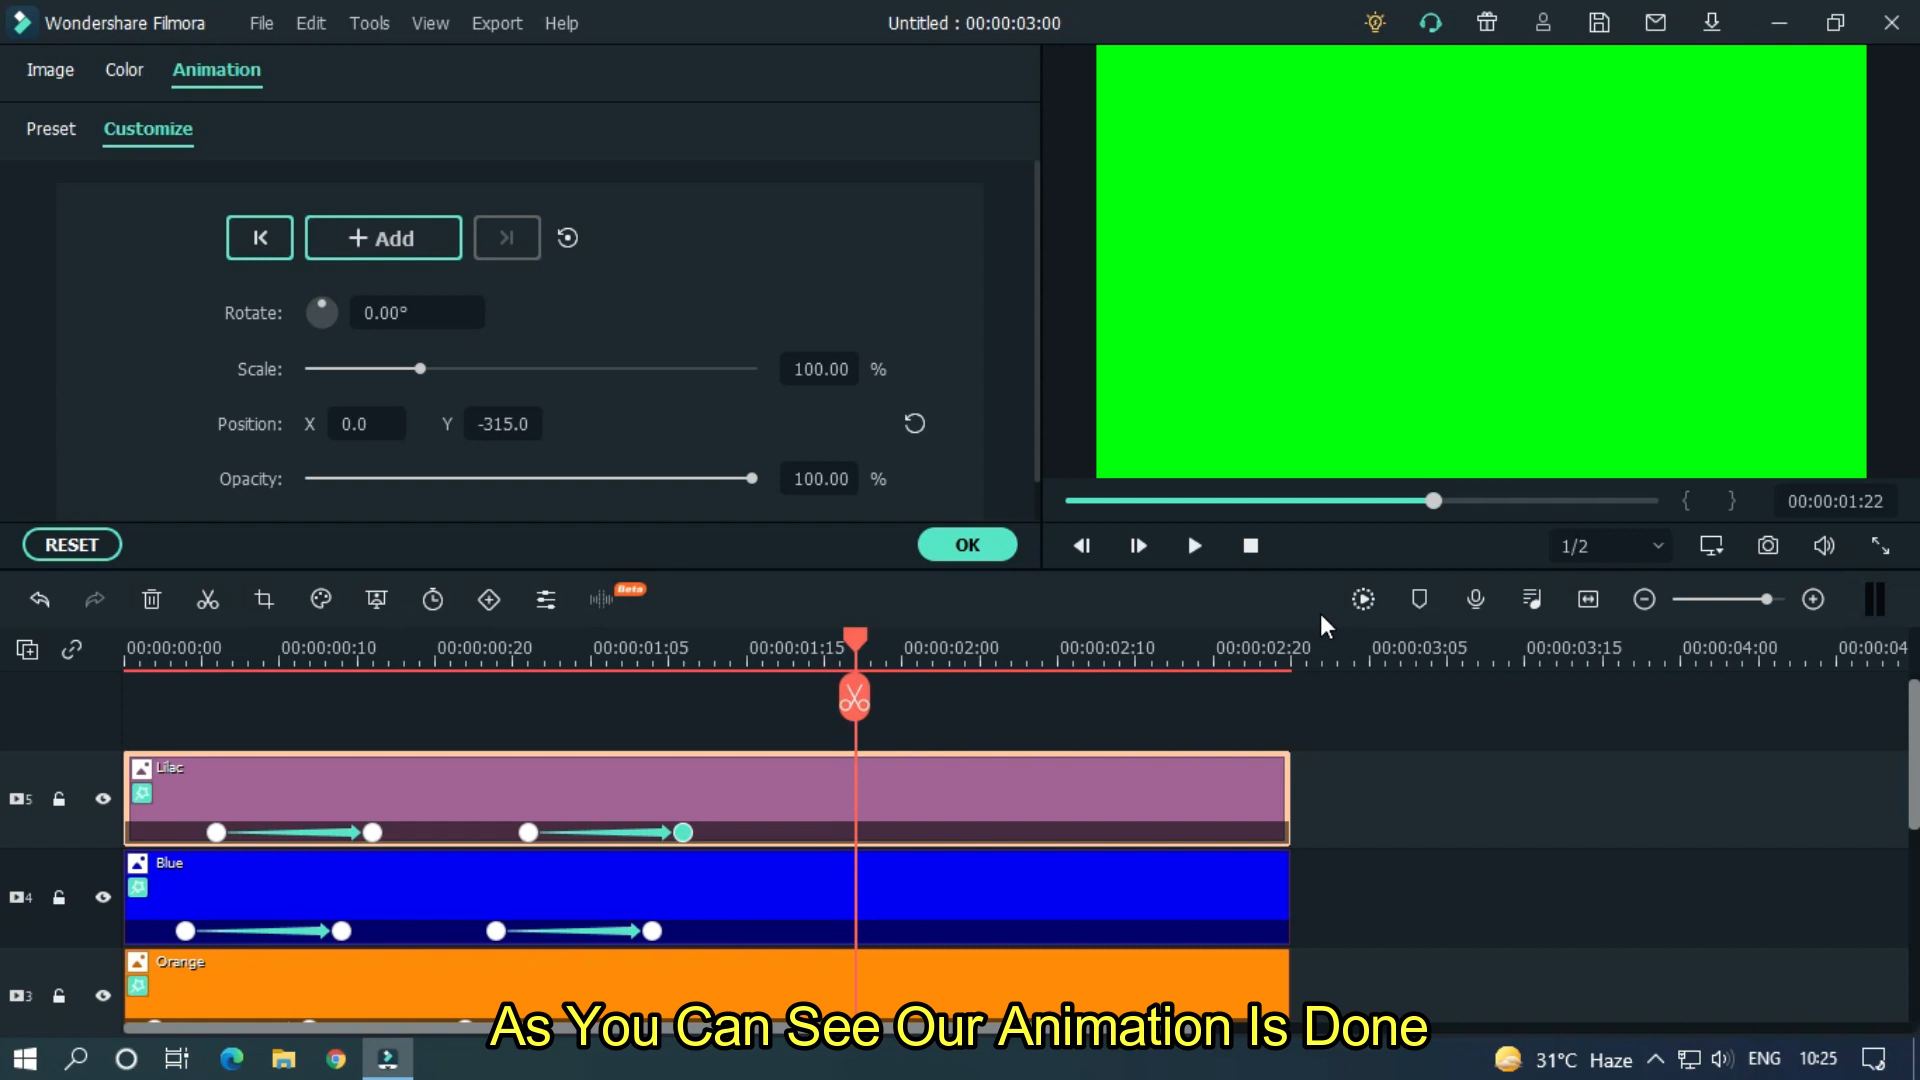 Wondershare Filmora File Edit Tools View Export Help Untitled : 00:00:03:00
Image Color Animation
Preset Customize
+ Add
Rotate: 0.00°
Scale: 100.00 %
Position: X 0.0 Y -315.0
Opacity: 100.00 %
{ } 00:00:01:22
RESET OK
1/2
Beta
00:00:00:00 00:00:00:10 00:00:00:20 00:00:01:05 00:00:01:15 00:00:02:00 00:00:02:10 00:00:02:20 00:00:03:05 00:00:03:15 00:00:04:00 00:00:04
Lilac
5
Blue
4
Orange
3
As You Can See Our Animation Is Done
31°C Haze ENG 10:25